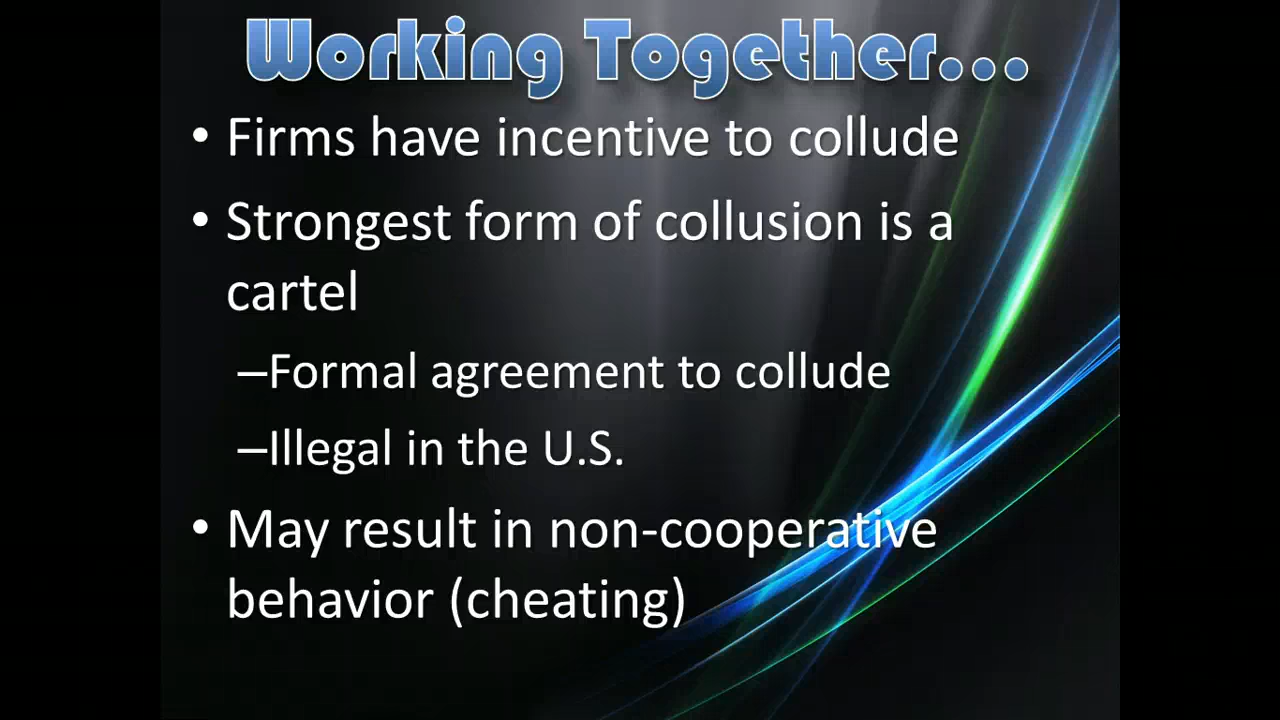 Working Together...
• Firms have incentive to collude
• Strongest form of collusion is a
cartel
–Formal agreement to collude
–Illegal in the U.S.
• May result in non-cooperative
behavior (cheating)